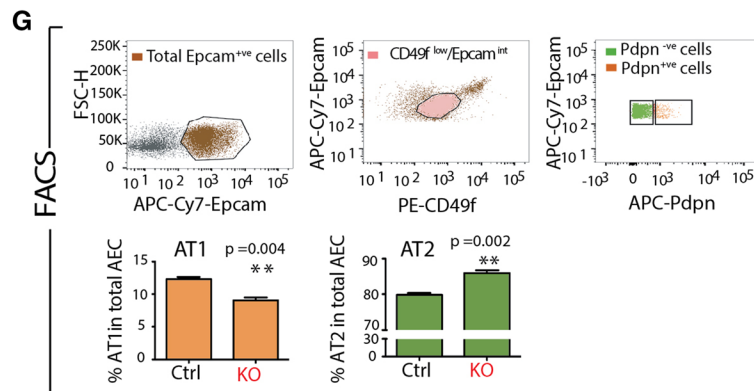 G
FACS
FSC-H
250K
200K
150K
100K
50K
0
Total Epcam+ve cells
10 1 10 2 10 3 10 4 10 5
APC-Cy7-Epcam
APC-Cy7-Epcam
10 5
10 4
10 3
10 2
10 1
CD49f low/Epcam int
10 1 10 2 10 3 10 4 10 5
PE-CD49f
APC-Cy7-Epcam
10 5
10 4
10 3
10 2
10 1
Pdpn -ve cells
Pdpn+ve cells
-10 3 0 10 3 10 4 10 5
APC-Pdpn
% AT1in total AEC
15
10
5
0
AT1
p =0.004
**
Ctrl KO
% AT2 in total AEC
90
80
70
30
0
AT2
p =0.002
**
Ctrl KO